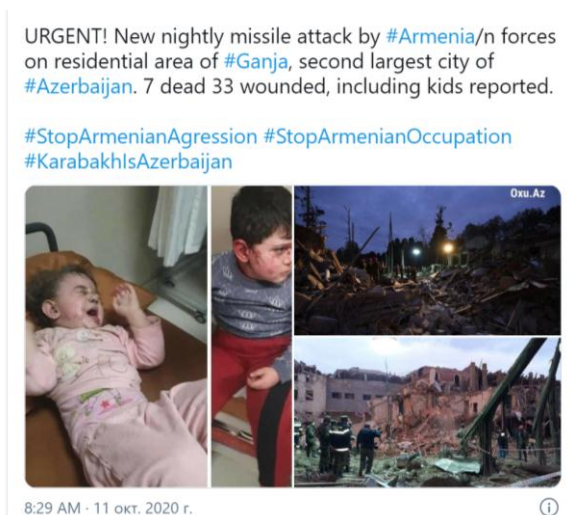 URGENT! New nightly missile attack by #Armenia/n forces
on residential area of #Ganja, second largest city of
#Azerbaijan. 7 dead 33 wounded, including kids reported.
#StopArmenianAgression #StopArmenianOccupation
#KarabakhIsAzerbaijan
Oxu.Az
8:29 AM · 11 окт. 2020 г.